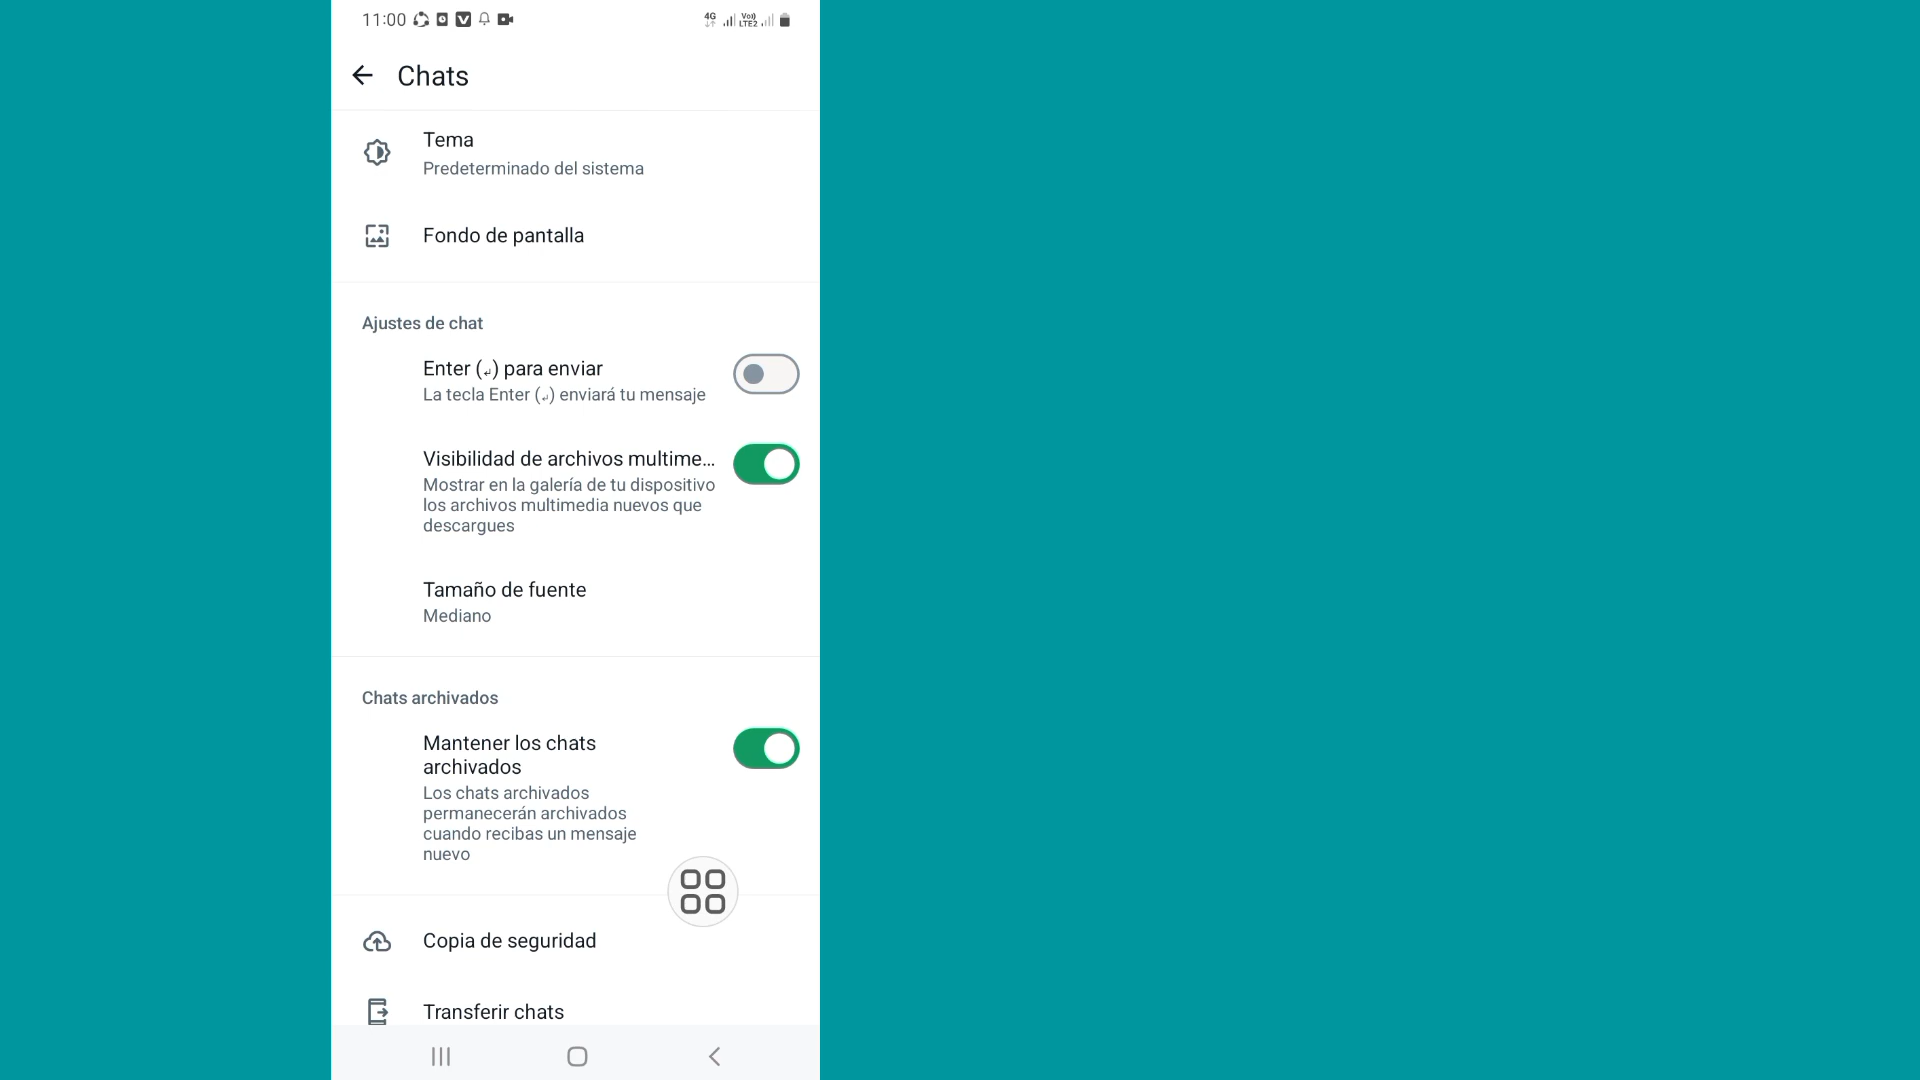 11:00
4G Vo)) LTE2
Chats
Tema
Predeterminado del sistema
Fondo de pantalla
Ajustes de chat
Enter (↲) para enviar
La tecla Enter (↲) enviará tu mensaje
Visibilidad de archivos multime...
Mostrar en la galería de tu dispositivo
los archivos multimedia nuevos que
descargues
Tamaño de fuente
Mediano
Chats archivados
Mantener los chats
archivados
Los chats archivados
permanecerán archivados
cuando recibas un mensaje
nuevo
Copia de seguridad
Transferir chats